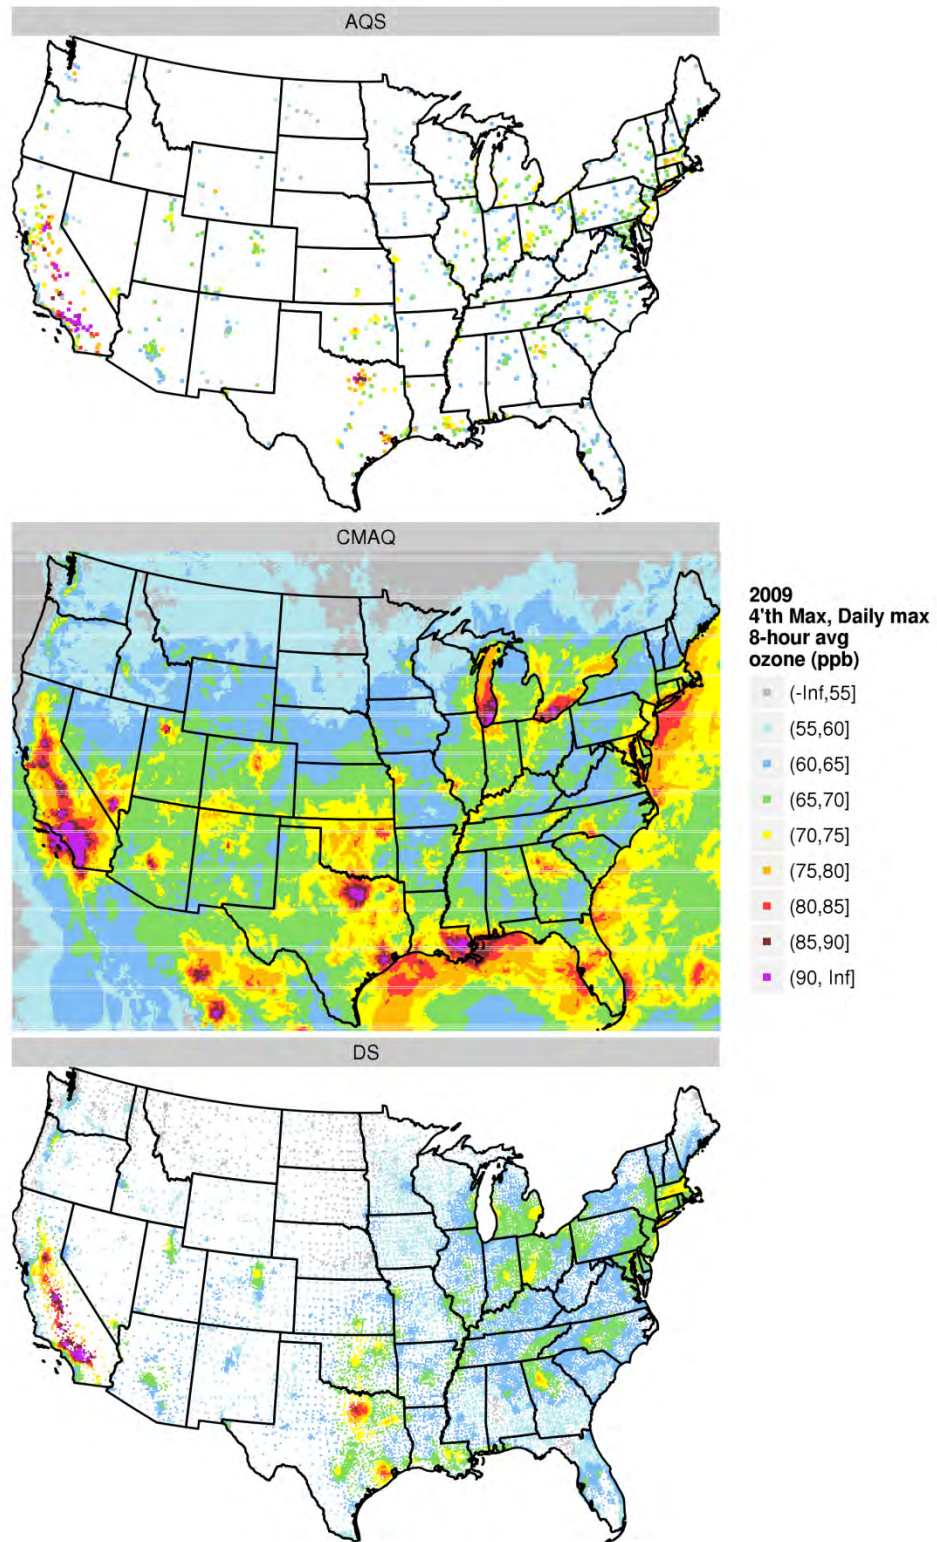 AQS
CMAQ
2009
4'th Max, Daily max
8-hour avg
ozone (ppb)
(-Inf,55]
(55,60]
(60,65]
(65,70]
(70,75]
(75,80]
(80,85]
(85,90]
(90, Inf]
DS